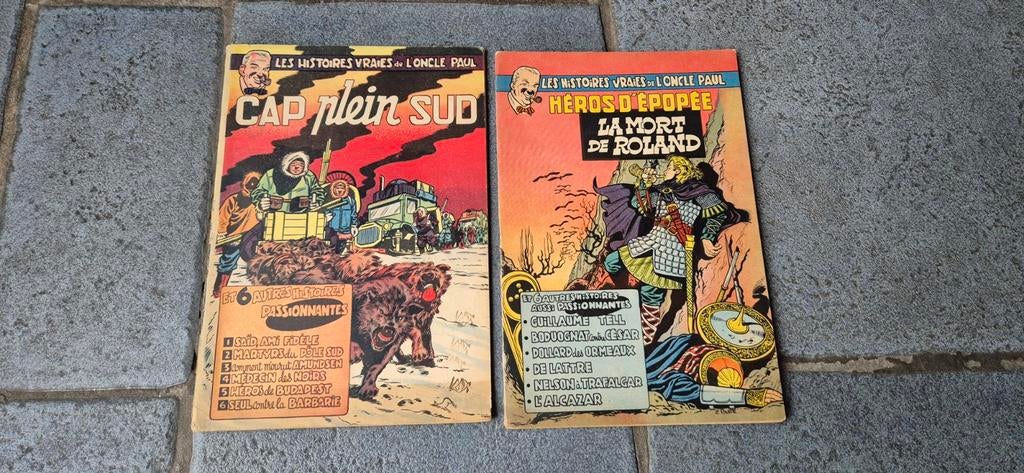 LES HISTOIRES VRAIES de L'ONCLE PAUL
CAP plein SUD
ET 6 AUTRES HISTOIRES
PASSIONNANTES
1 SAÏD, AMI FIDÈLE
2 MARTYRS du PÔLE SUD
3 comment mourut AMUNDSEN
4 MÉDECIN des NOIRS
5 HÉROS de BUDAPEST
6 SEUL contre la BARBARIE
LES HISTOIRES VRAIES DE L'ONCLE PAUL
HÉROS D'ÉPOPÉE
LA MORT
DE ROLAND
ET 6 AUTRES HISTOIRES
AUSSI PASSIONNANTES
• GUILLAUME TELL
• BODUOGNAT contre CÉSAR
• DOLLARD des ORMEAUX
• DE LATTRE
• NELSON à TRAFALGAR
• L'ALCAZAR